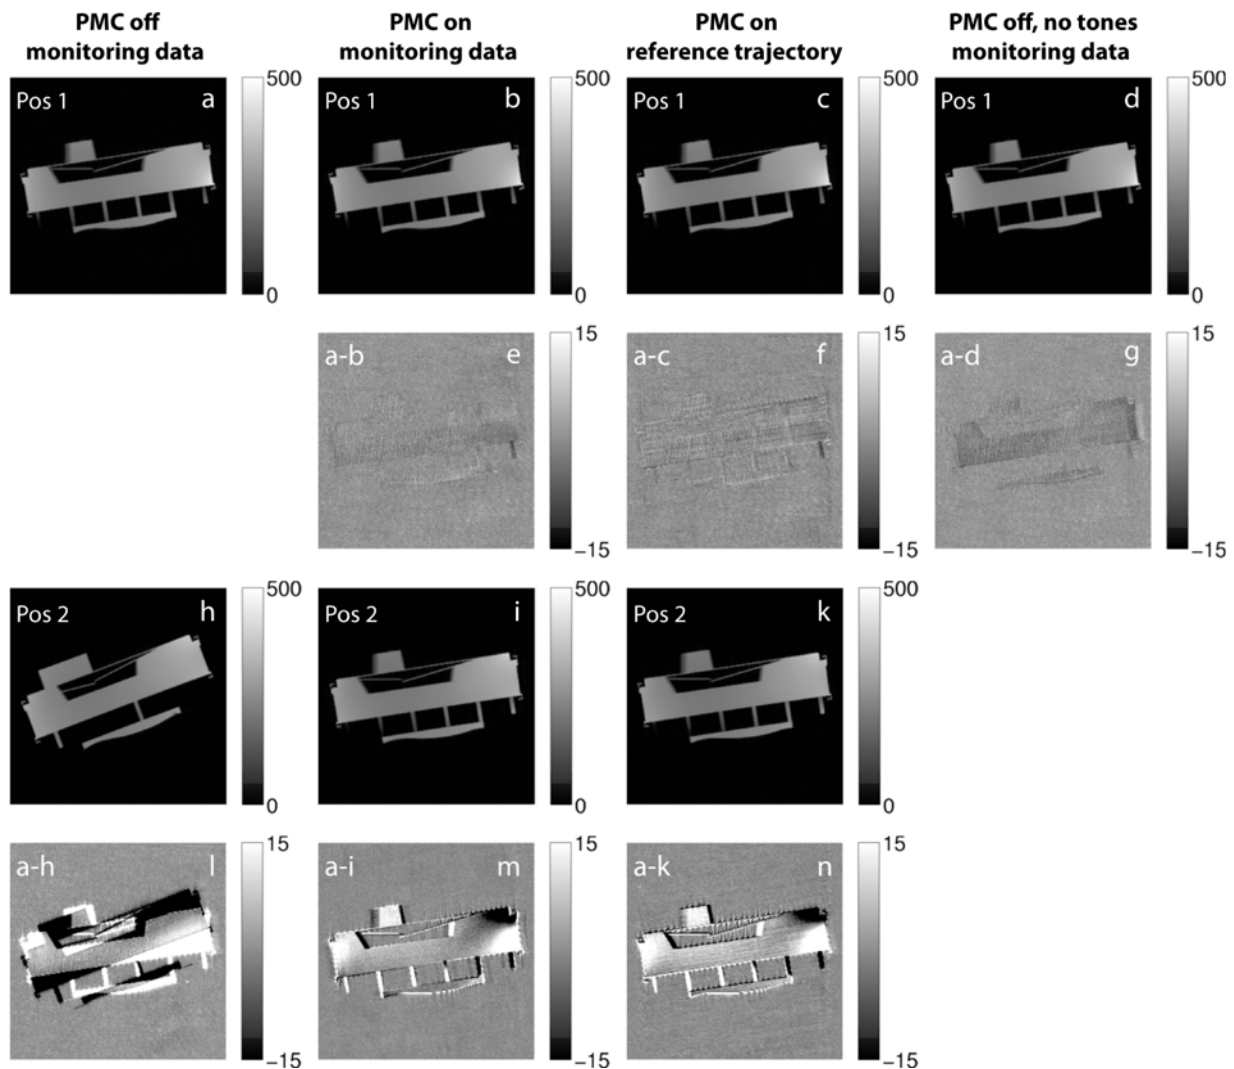 PMC off
monitoring data
PMC on
monitoring data
PMC on
reference trajectory
PMC off, no tones
monitoring data
Pos 1 a
500
0
Pos 1 b
500
0
Pos 1 c
500
0
Pos 1 d
500
0
a-b e
15
−15
a-c f
15
−15
a-d g
15
−15
Pos 2 h
500
0
Pos 2 i
500
0
Pos 2 k
500
0
a-h l
15
−15
a-i m
15
−15
a-k n
15
−15